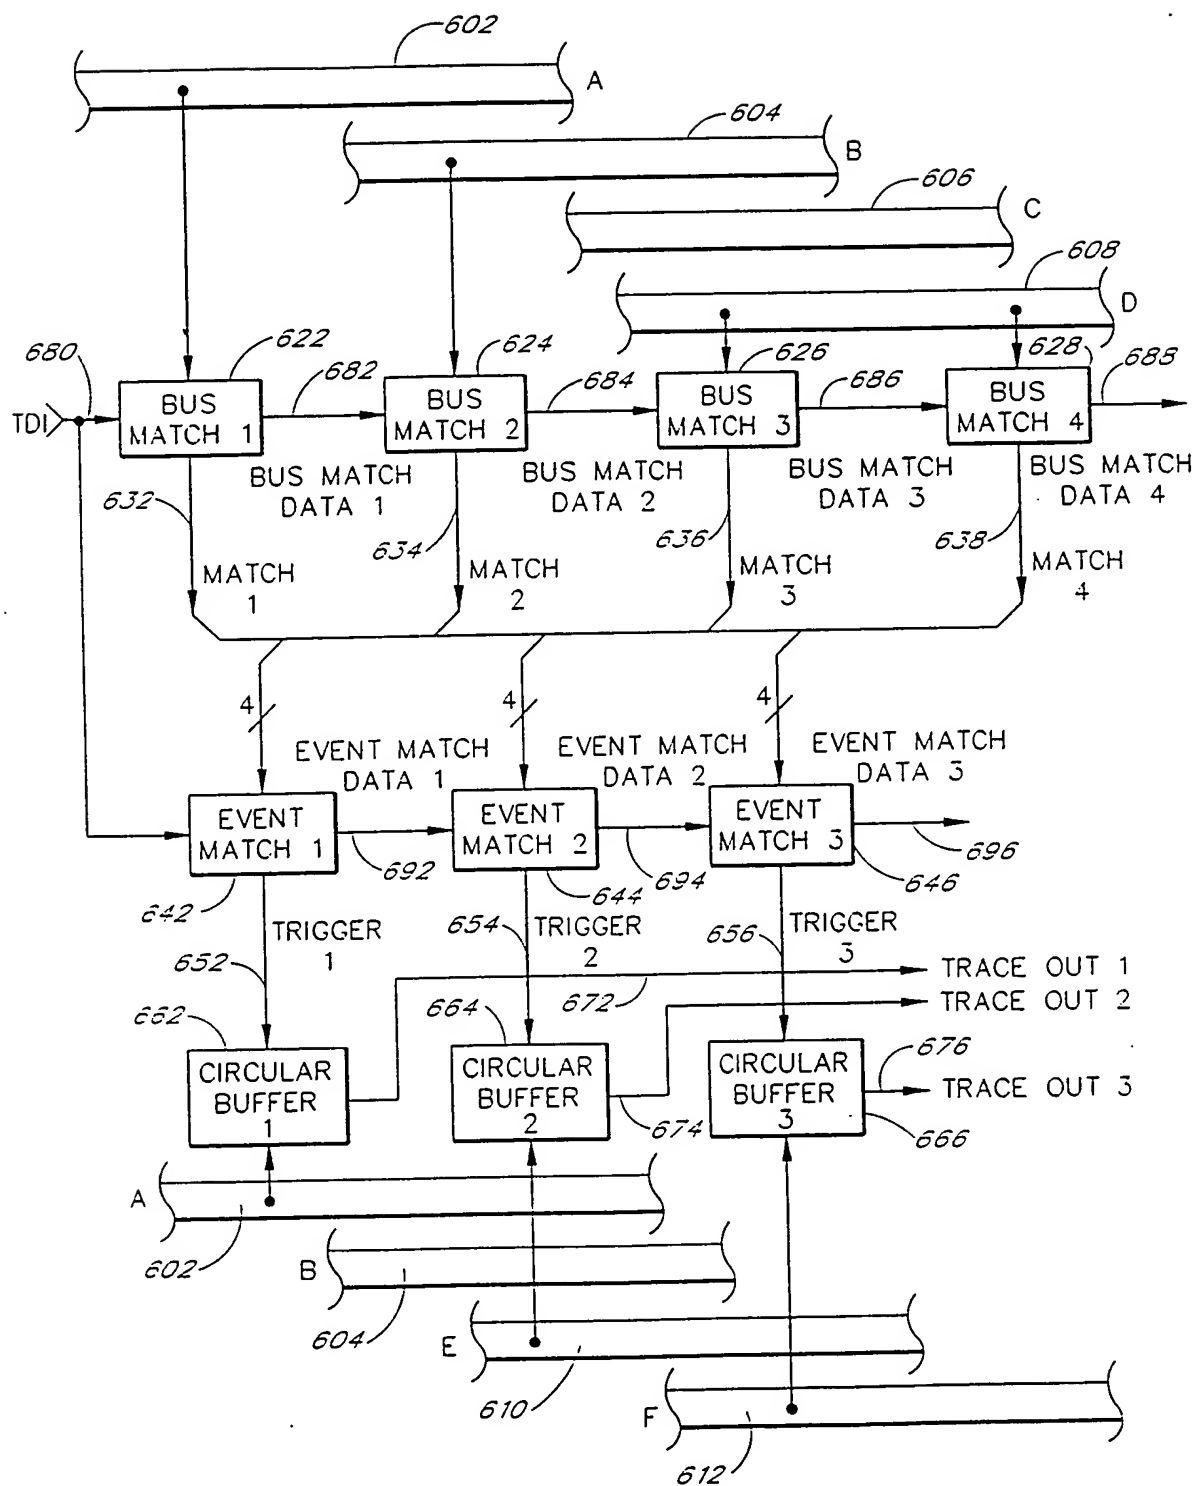 602
A
604
B
606
C
608
D
680
622
682
624
684
626
686
628
688
TDI
BUS
MATCH 1
BUS
MATCH 2
BUS
MATCH 3
BUS
MATCH 4
632
BUS MATCH
DATA 1
634
BUS MATCH
DATA 2
636
BUS MATCH
DATA 3
638
BUS MATCH
DATA 4
MATCH
1
MATCH
2
MATCH
3
MATCH
4
4
4
4
EVENT MATCH
DATA 1
EVENT MATCH
DATA 2
EVENT MATCH
DATA 3
EVENT
MATCH 1
EVENT
MATCH 2
EVENT
MATCH 3
692
694
696
642
644
646
652
TRIGGER
1
654
TRIGGER
2
656
TRIGGER
3
672
TRACE OUT 1
TRACE OUT 2
662
664
676
TRACE OUT 3
CIRCULAR
BUFFER
1
CIRCULAR
BUFFER
2
CIRCULAR
BUFFER
3
674
666
A
602
B
604
E
610
F
612